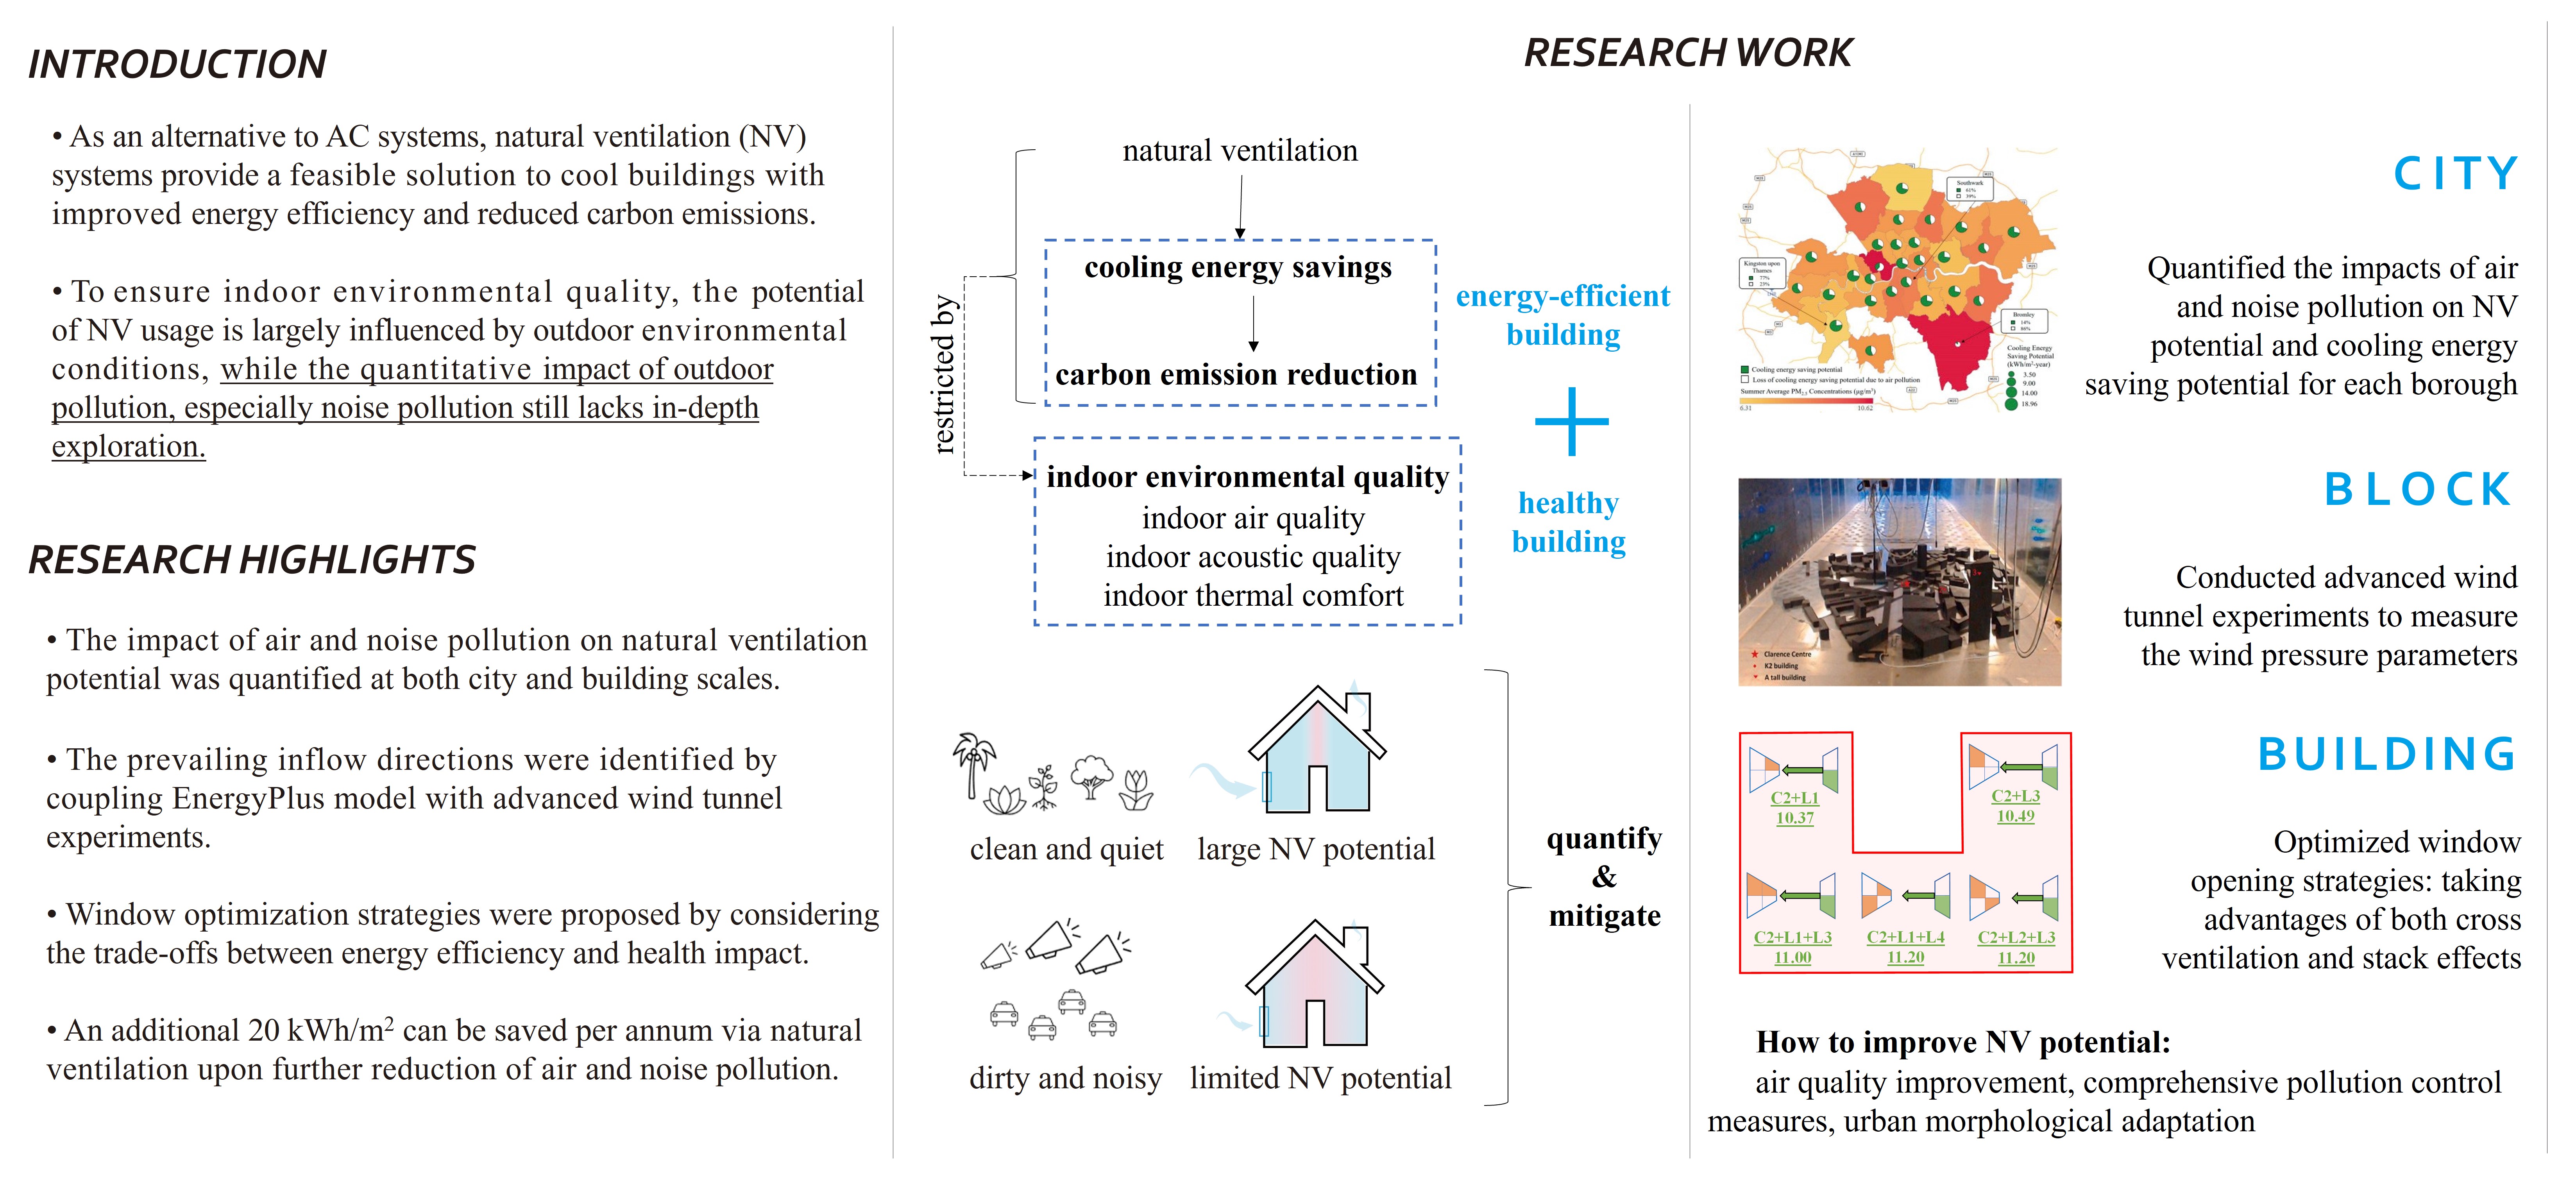 INTRODUCTION
• As an alternative to AC systems, natural ventilation (NV)
systems provide a feasible solution to cool buildings with
improved energy efficiency and reduced carbon emissions.
• To ensure indoor environmental quality, the potential
of NV usage is largely influenced by outdoor environmental
conditions, while the quantitative impact of outdoor
pollution, especially noise pollution still lacks in-depth
exploration.
RESEARCH HIGHLIGHTS
• The impact of air and noise pollution on natural ventilation
potential was quantified at both city and building scales.
• The prevailing inflow directions were identified by
coupling EnergyPlus model with advanced wind tunnel
experiments.
• Window optimization strategies were proposed by considering
the trade-offs between energy efficiency and health impact.
• An additional 20 kWh/m² can be saved per annum via natural
ventilation upon further reduction of air and noise pollution.
RESEARCH WORK
natural ventilation
cooling energy savings
carbon emission reduction
restricted by
indoor environmental quality
indoor air quality
indoor acoustic quality
indoor thermal comfort
energy-efficient
building
+
healthy
building
clean and quiet
large NV potential
dirty and noisy
limited NV potential
quantify
&
mitigate
Southwark
61%
39%
Kingston upon
Thames
77%
23%
Bromley
14%
86%
Cooling Energy
Saving Potential
(kWh/m²-year)
3.50
9.00
14.00
18.96
Cooling energy saving potential
Loss of cooling energy saving potential due to air pollution
Summer Average PM2.5 Concentrations (μg/m³)
6.31
10.62
CITY
Quantified the impacts of air
and noise pollution on NV
potential and cooling energy
saving potential for each borough
Clarence Centre
K2 building
A tall building
BLOCK
Conducted advanced wind
tunnel experiments to measure
the wind pressure parameters
C2+L1
10.37
C2+L3
10.49
C2+L1+L3
11.00
C2+L1+L4
11.20
C2+L2+L3
11.20
BUILDING
Optimized window
opening strategies: taking
advantages of both cross
ventilation and stack effects
How to improve NV potential:
air quality improvement, comprehensive pollution control
measures, urban morphological adaptation